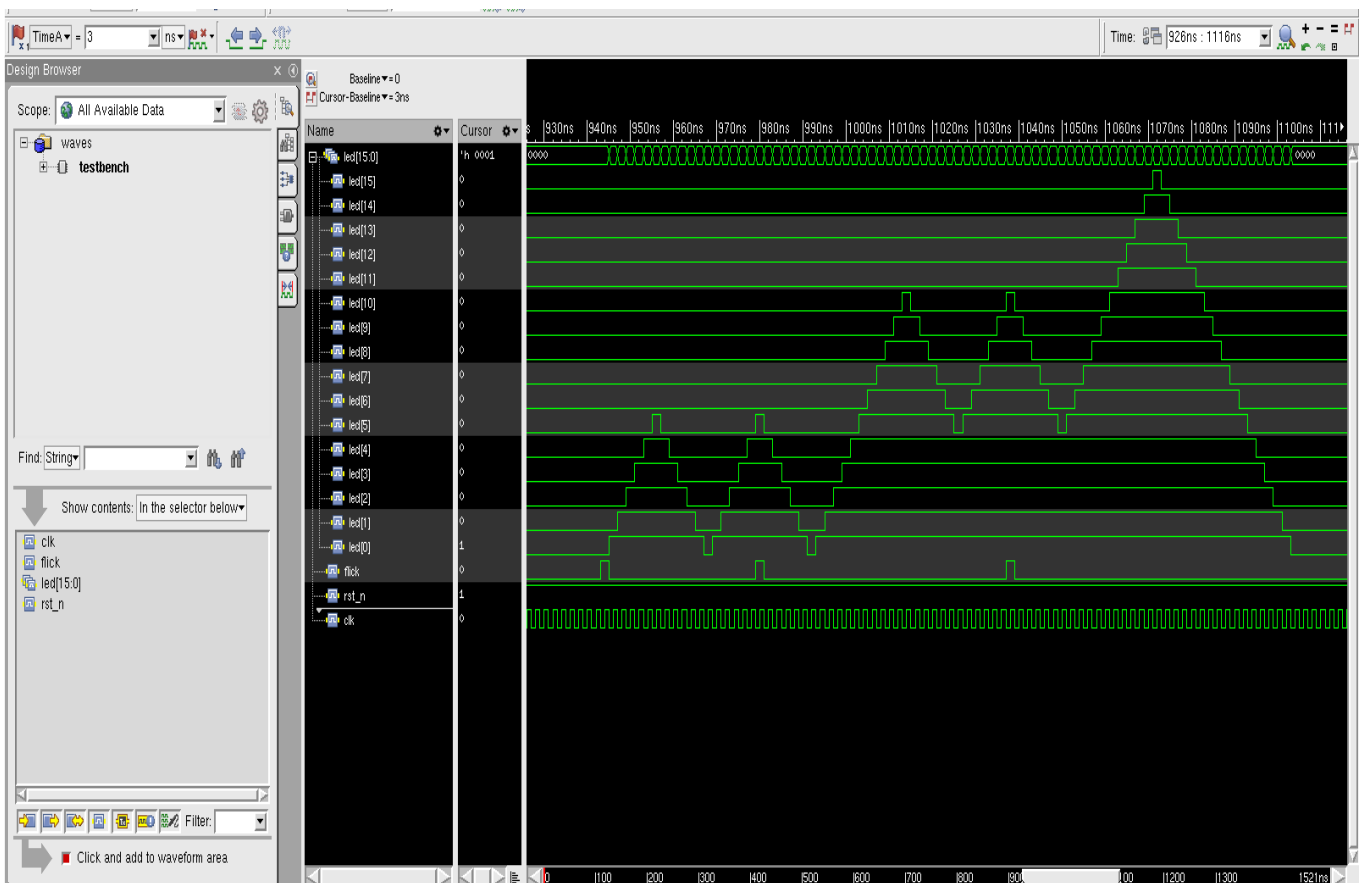 TimeA = 3 ns
Time: 926ns : 1116ns
Design Browser
Scope: All Available Data
waves
testbench
Find: String
Show contents: In the selector below
clk
flick
led[15:0]
rst_n
Filter:
Click and add to waveform area
Baseline = 0
Cursor-Baseline = 3ns
Name Cursor
s 930ns 940ns 950ns 960ns 970ns 980ns 990ns 1000ns 1010ns 1020ns 1030ns 1040ns 1050ns 1060ns 1070ns 1080ns 1090ns 1100ns 111
led[15:0] 'h 0001 0000 0000
led[15] 0
led[14] 0
led[13] 0
led[12] 0
led[11] 0
led[10] 0
led[9] 0
led[8] 0
led[7] 0
led[6] 0
led[5] 0
led[4] 0
led[3] 0
led[2] 0
led[1] 0
led[0] 1
flick 0
rst_n 1
clk 0
0 100 200 300 400 500 600 700 800 900 100 1200 1300 1521ns